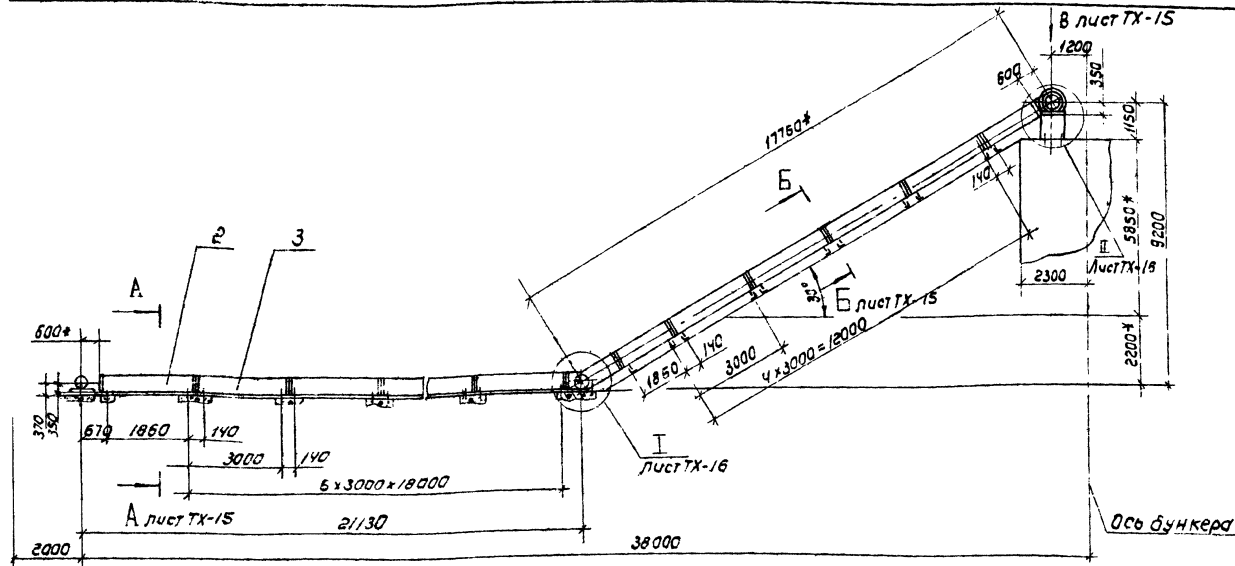 В лист ТХ-15
1200
350
600
17760*
1150
Б
140
5850*
9200
II
Лист ТХ-16
2300
2
3
А
30°
Б лист ТХ-15
600*
2200*
140
1860
3000
4 х 3000 = 12000
370
350
670
1860
140
I
Лист ТХ-16
3000
140
6 х 3000 х 18000
А лист ТХ-15
21130
Ось бункера
2000
38000